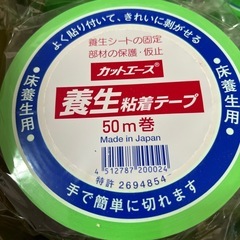 よく貼り付いて、きれいに剥がせる
養生シートの固定
部材の保護・仮止
カットエース
養生粘着テープ
50m巻
Made in Japan
4 512787 200024
特許 2694854
手で簡単に切れます
床養生用
床養生用